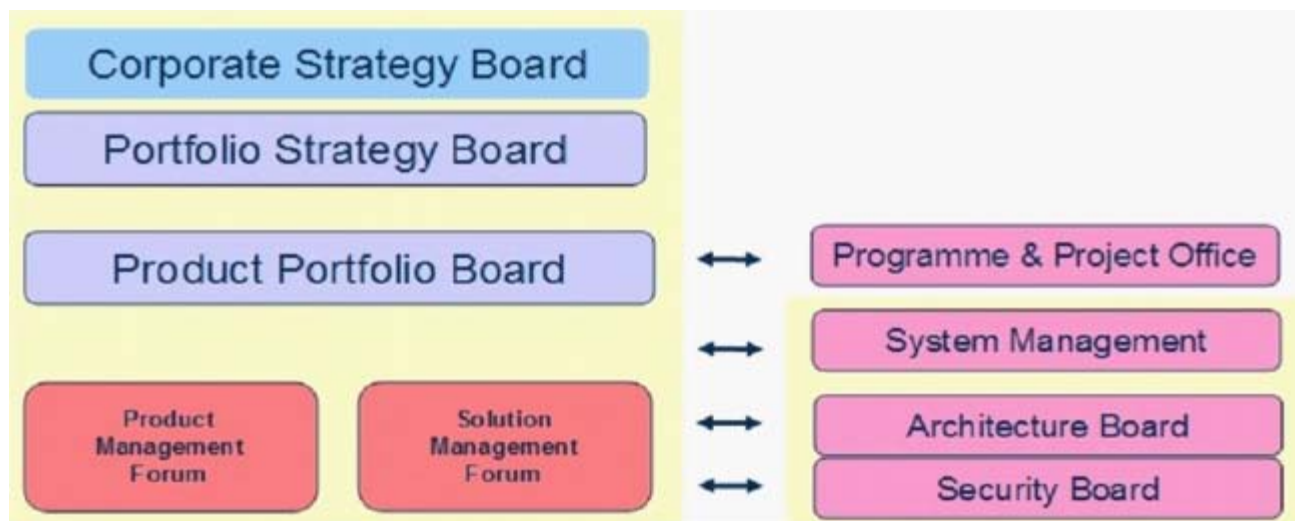 Corporate Strategy Board
Portfolio Strategy Board
Product Portfolio Board
Programme & Project Office
System Management
Product
Management
Forum
Solution
Management
Forum
Architecture Board
Security Board